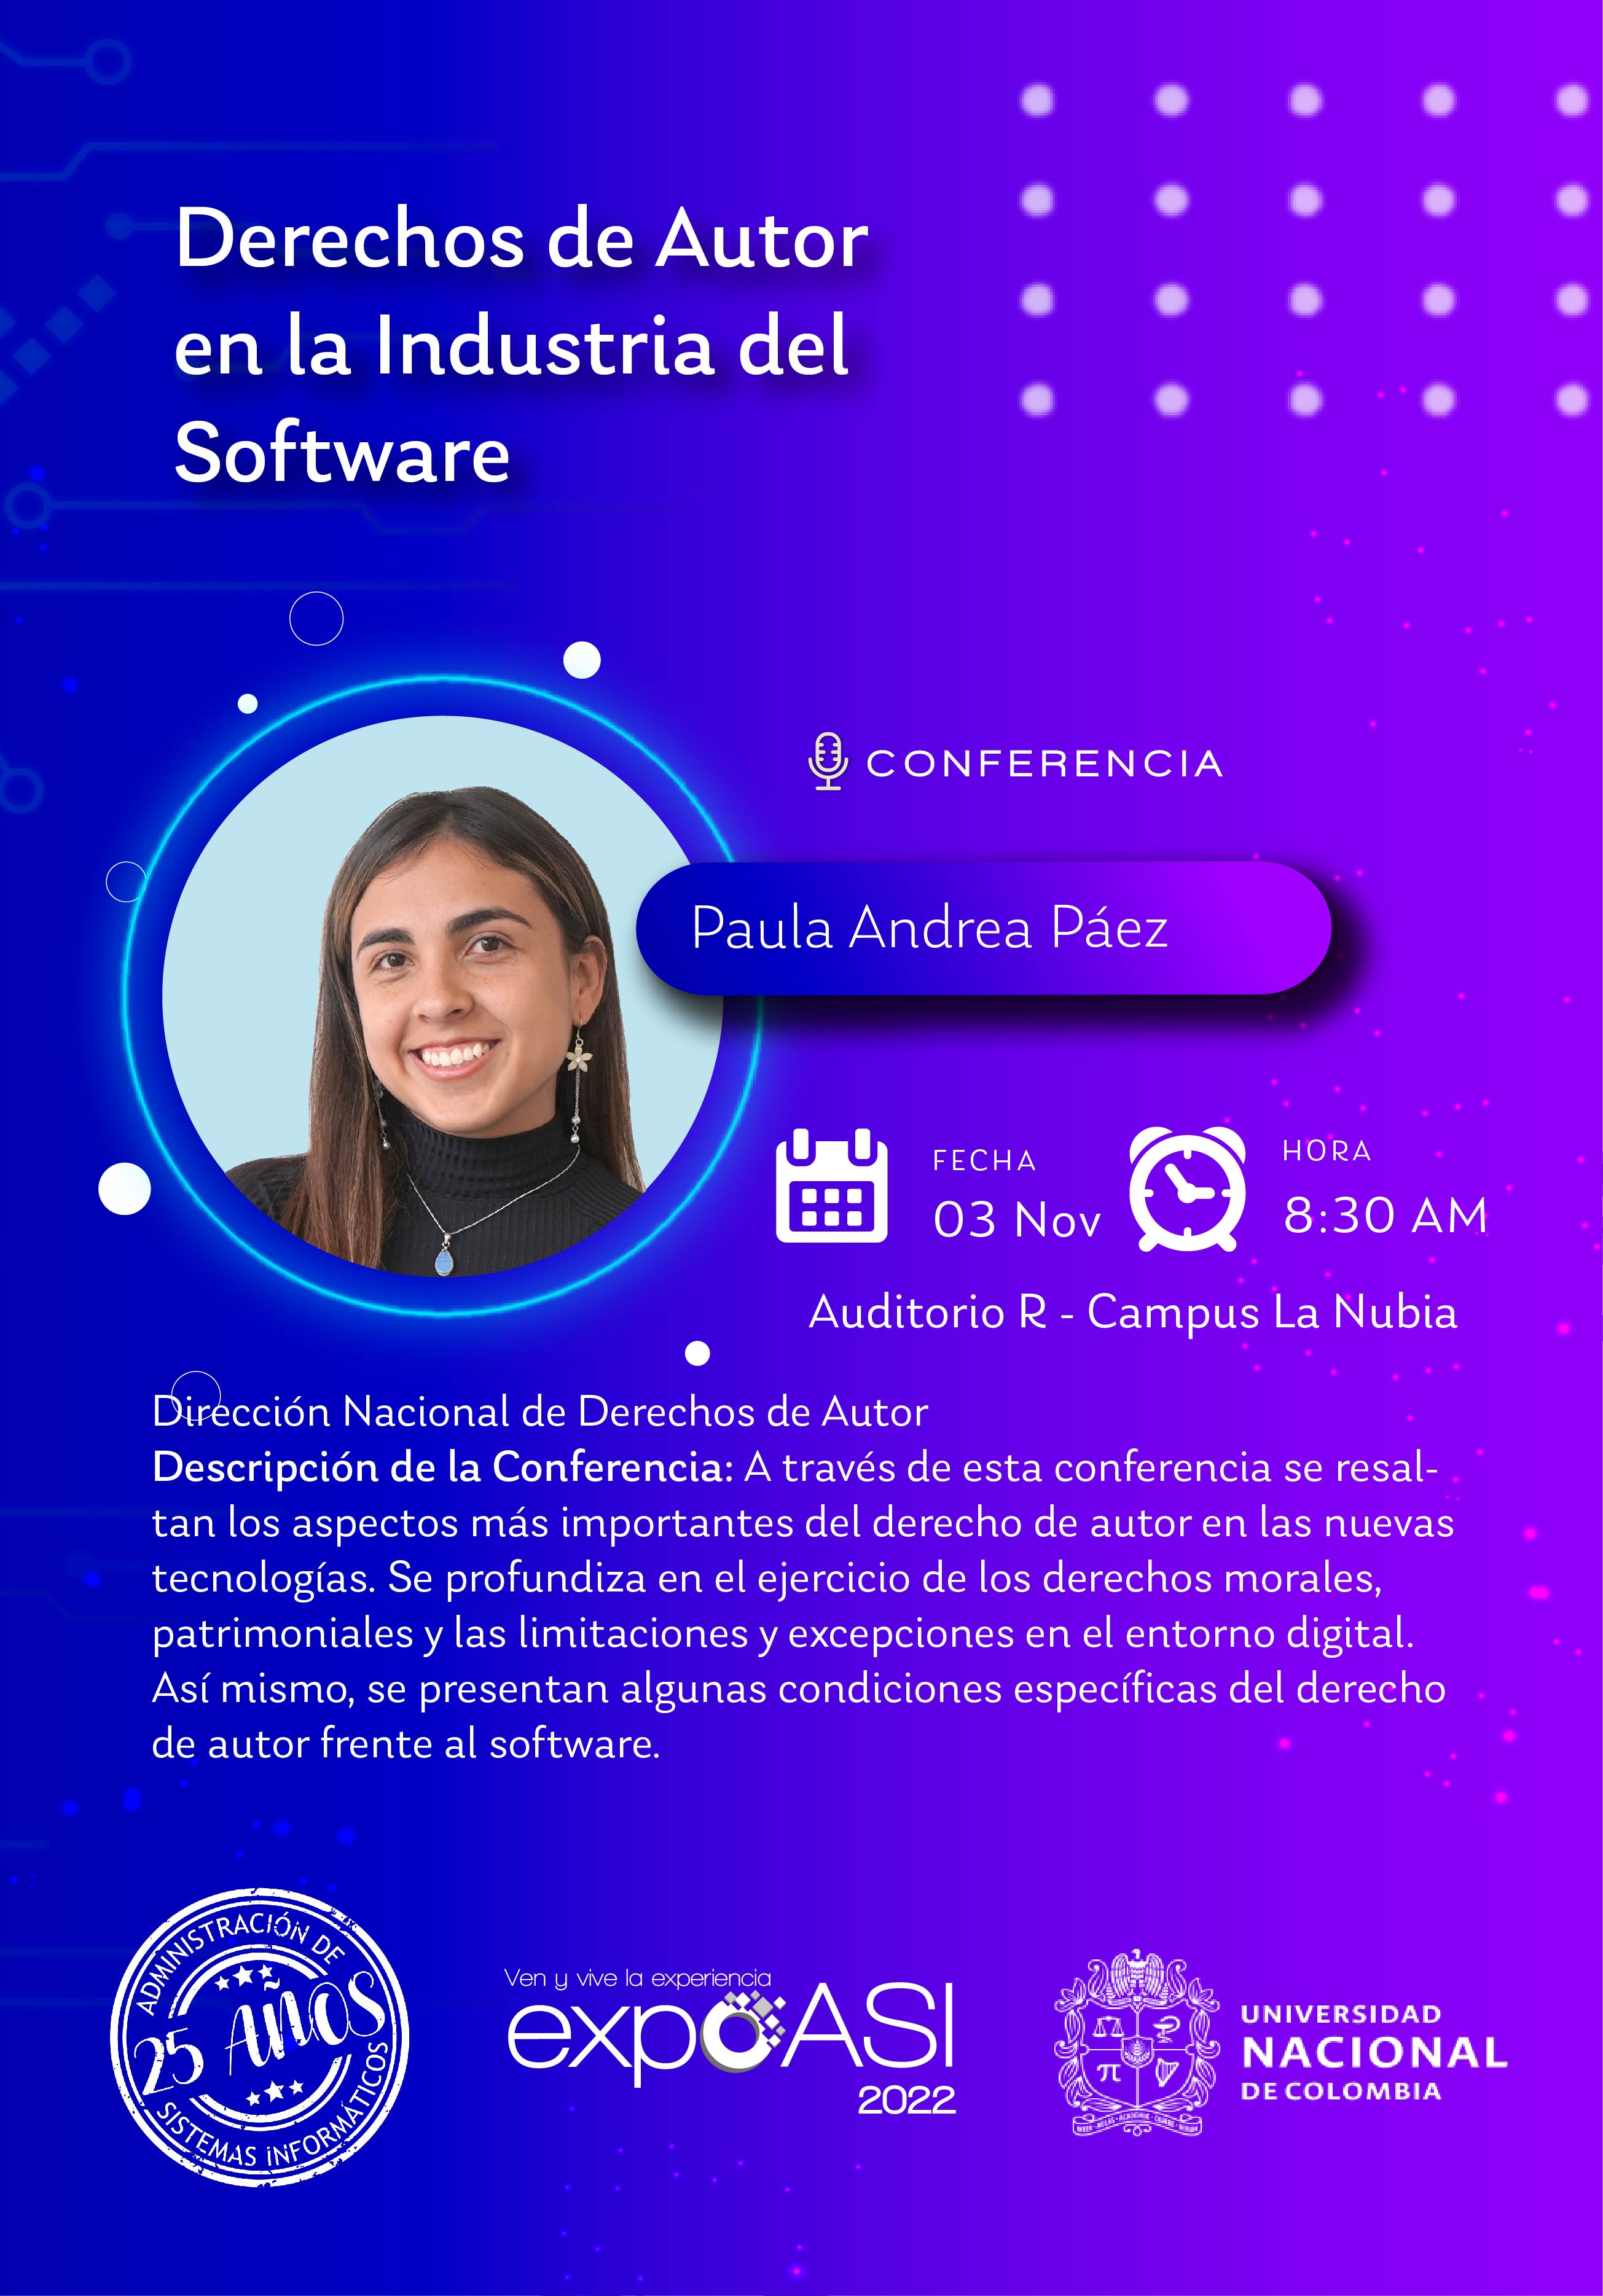 Derechos de Autor
en la Industria del
Software
CONFERENCIA
Paula Andrea Páez
FECHA
03 Nov
HORA
8:30 AM
Auditorio R - Campus La Nubia
Dirección Nacional de Derechos de Autor
Descripción de la Conferencia: A través de esta conferencia se resal-
tan los aspectos más importantes del derecho de autor en las nuevas
tecnologías. Se profundiza en el ejercicio de los derechos morales,
patrimoniales y las limitaciones y excepciones en el entorno digital.
Así mismo, se presentan algunas condiciones específicas del derecho
de autor frente al software.
ADMINISTRACIÓN DE
25 AÑOS
SISTEMAS INFORMÁTICOS
Ven y vive la experiencia
expoASI
2022
π
UNIVERSIDAD
NACIONAL
DE COLOMBIA